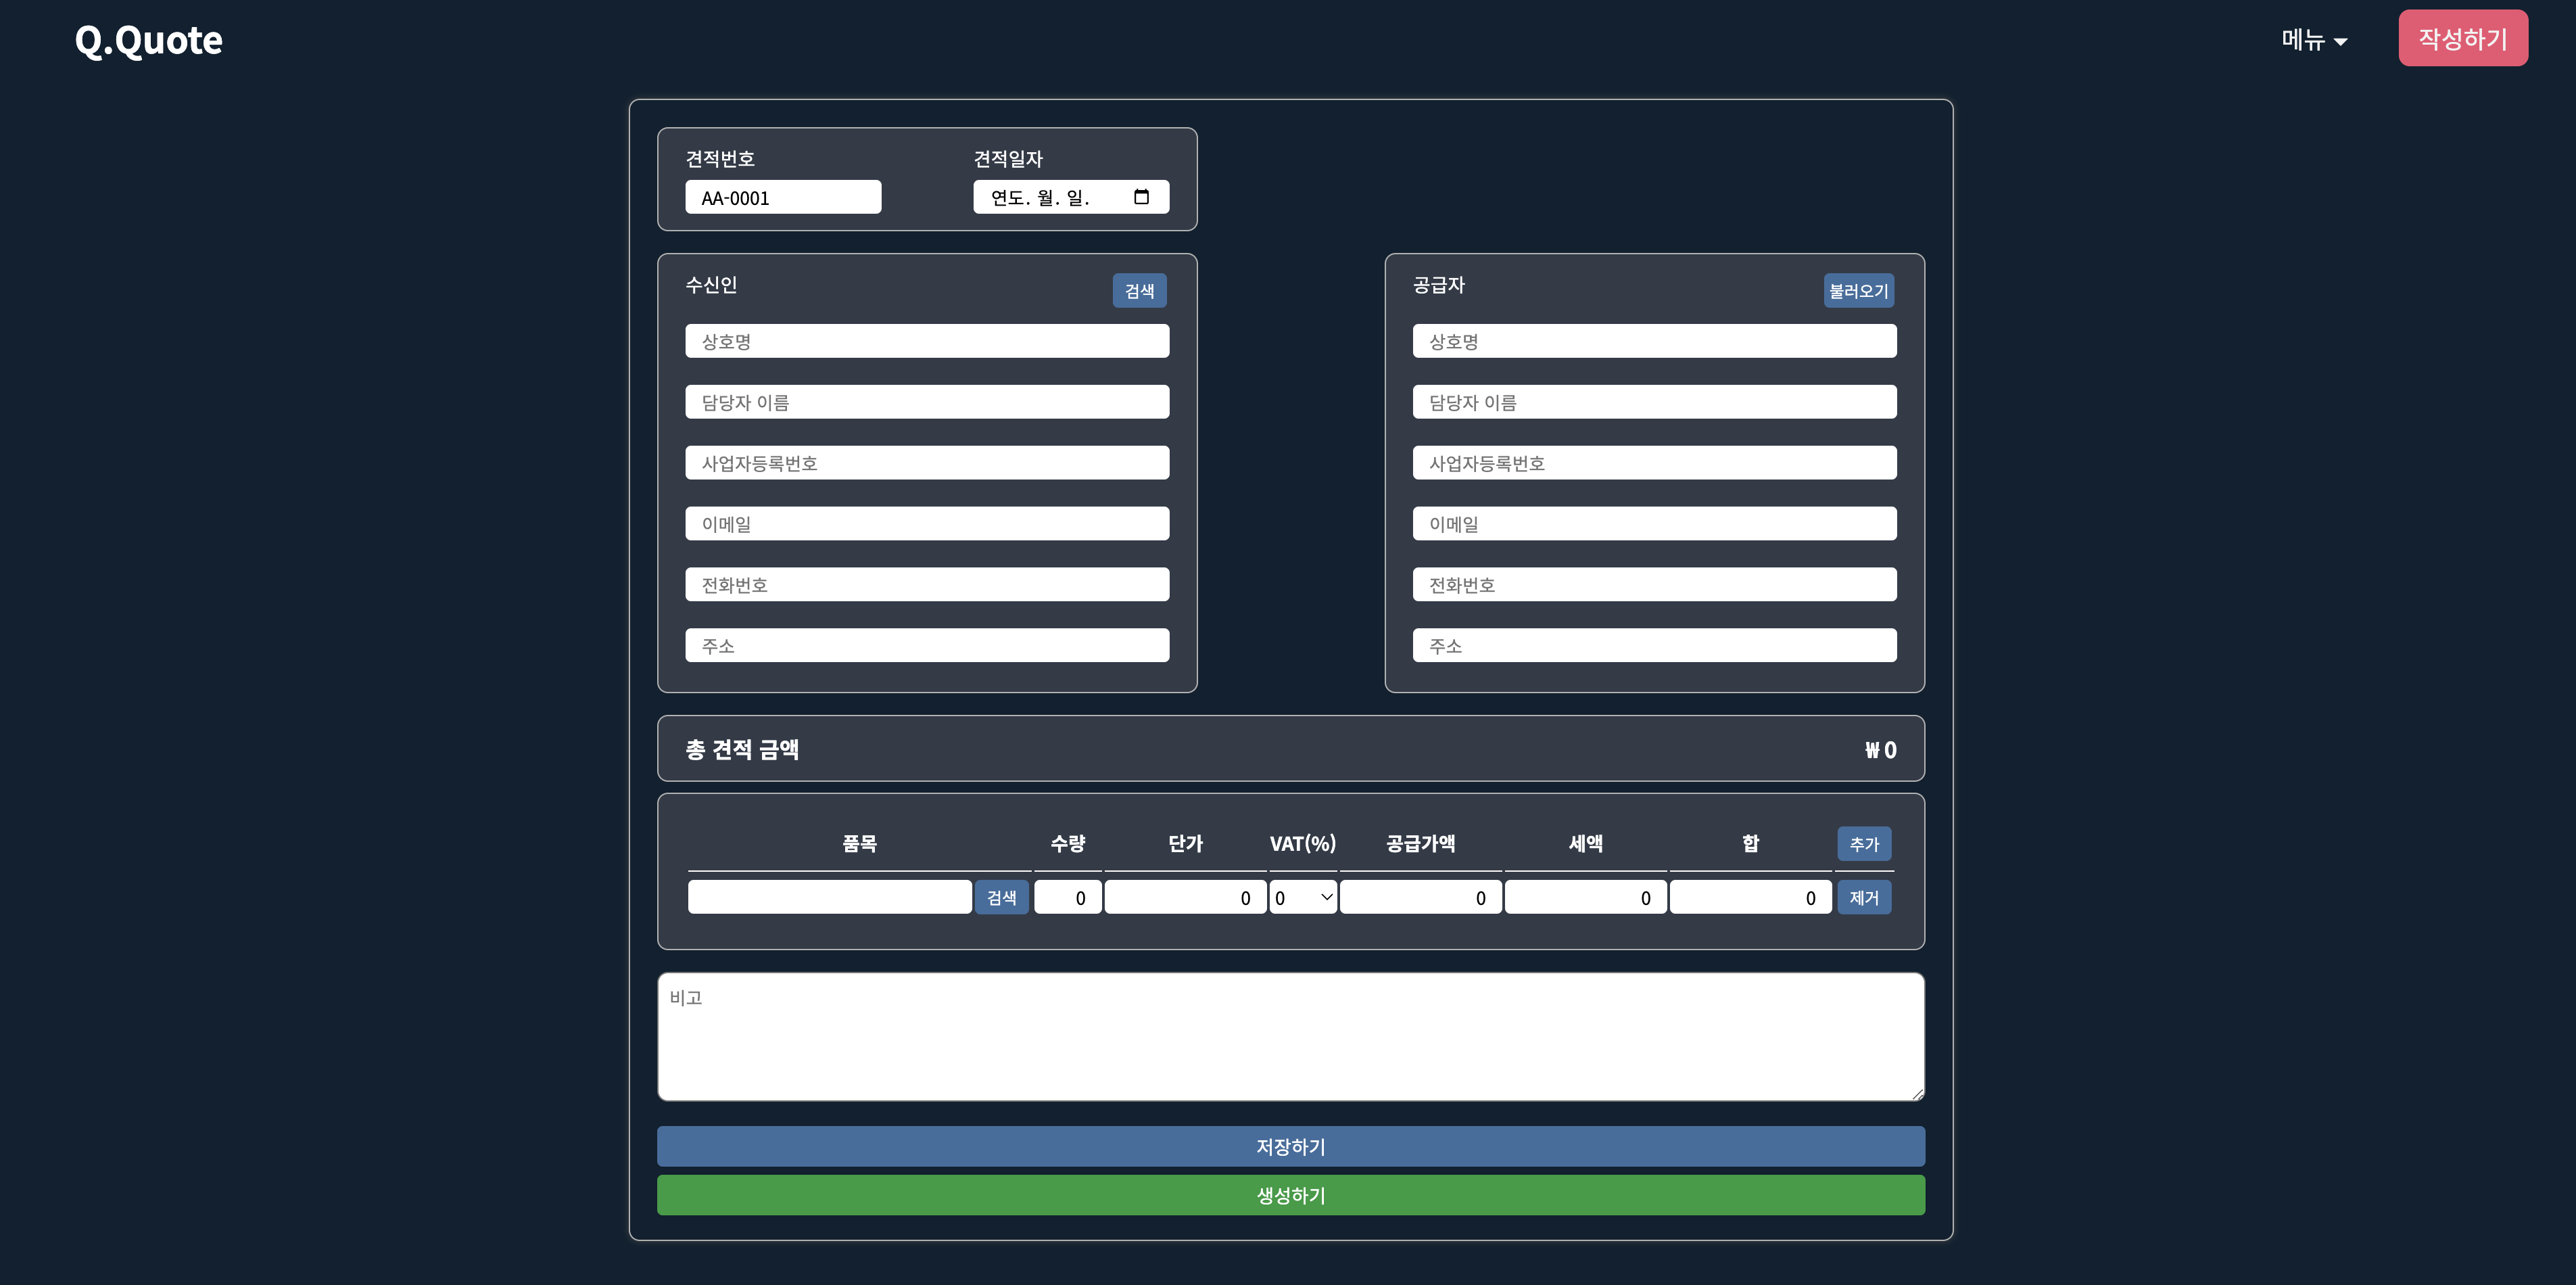 Q.Quote
메뉴
작성하기
견적번호 견적일자
AA-0001 연도. 월. 일.
수신인 검색
상호명
담당자 이름
사업자등록번호
이메일
전화번호
주소
공급자 불러오기
상호명
담당자 이름
사업자등록번호
이메일
전화번호
주소
총 견적 금액 ₩0
품목 수량 단가 VAT(%) 공급가액 세액 합 추가
검색 0 0 0 0 0 0 제거
비고
저장하기
생성하기